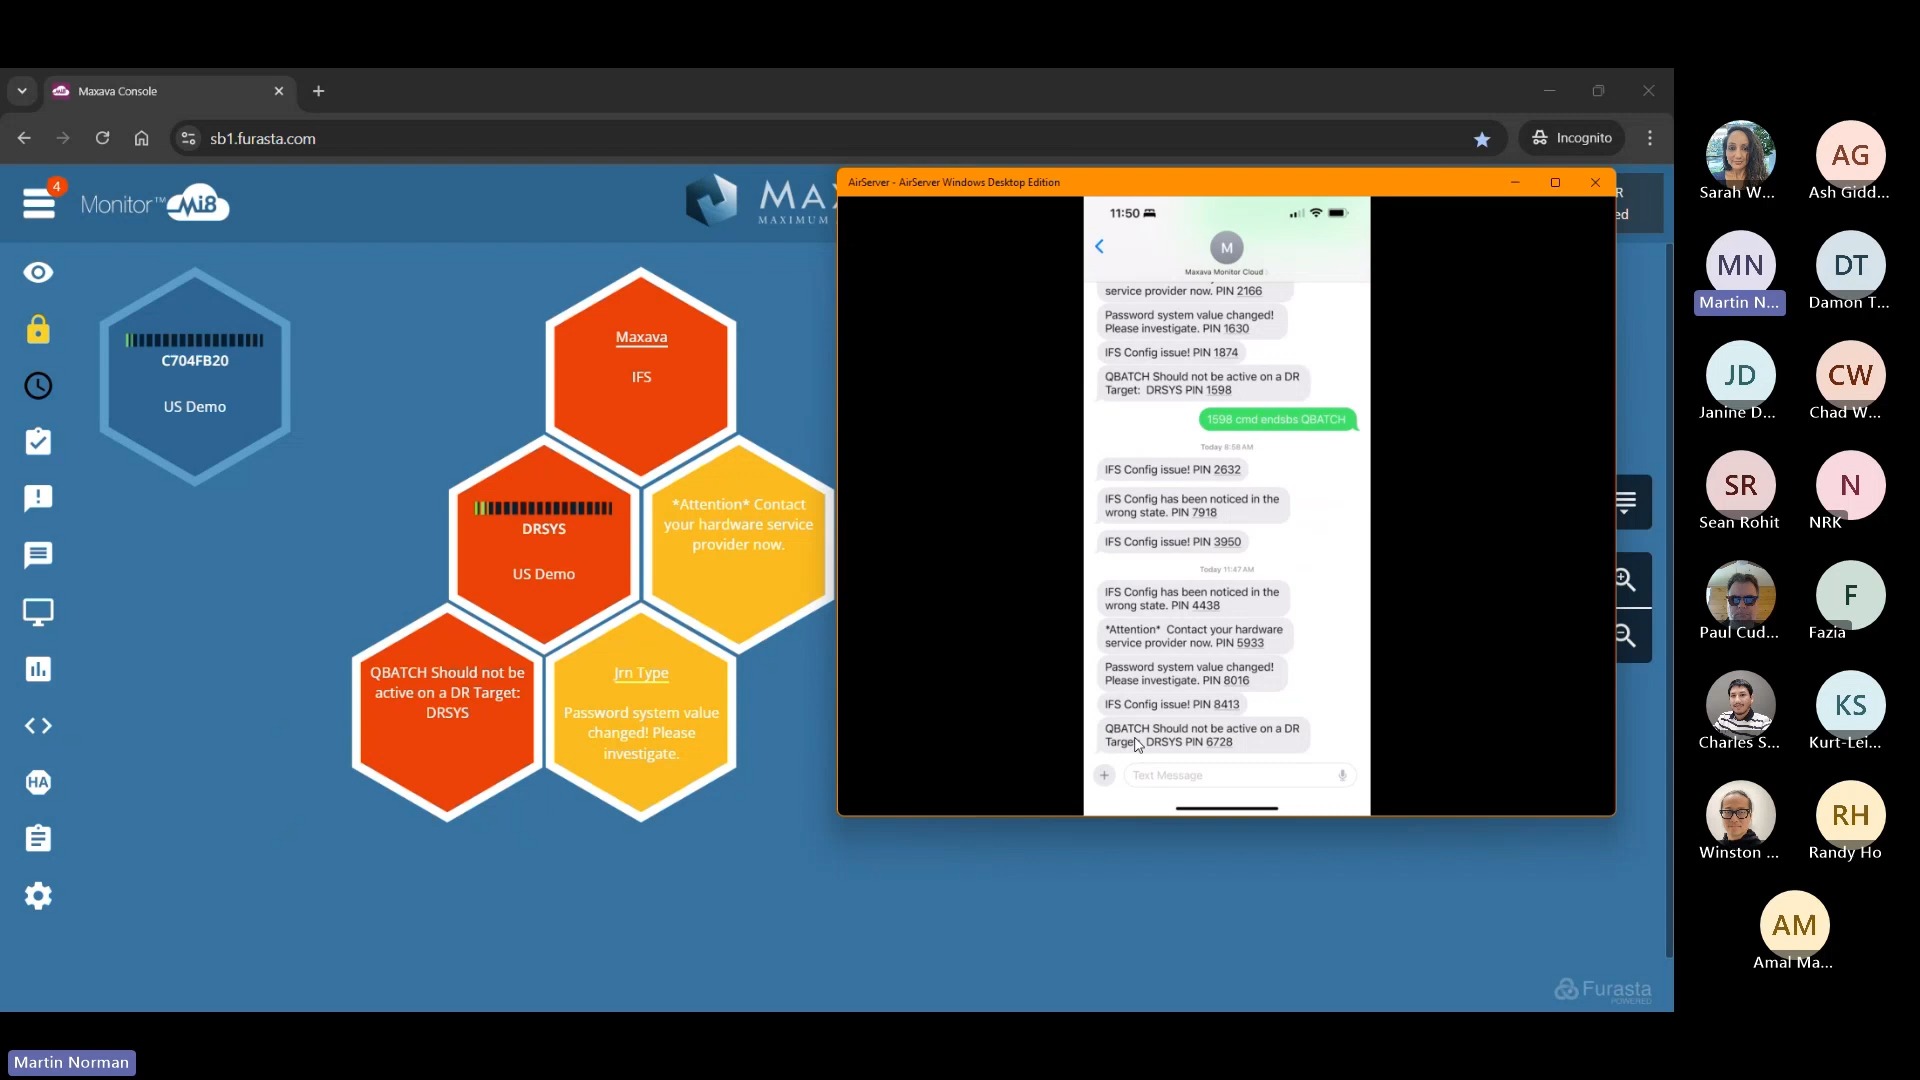 Maxava Console
sb1.furasta.com
Incognito
4
Monitor™ Mi8
MAX
MAXIMUM
C704FB20
US Demo
Maxava
IFS
DRSYS
US Demo
*Attention* Contact
your hardware service
provider now.
QBATCH Should not be
active on a DR Target:
DRSYS
Jrn Type
Password system value
changed! Please
investigate.
HA
AirServer - AirServer Windows Desktop Edition
R
ed
11:50
M
Maxava Monitor Cloud
service provider now. PIN 2166
Password system value changed!
Please investigate. PIN 1630
IFS Config issue! PIN 1874
QBATCH Should not be active on a DR
Target: DRSYS PIN 1598
1598 cmd endsbs QBATCH
Today 8:58 AM
IFS Config issue! PIN 2632
IFS Config has been noticed in the
wrong state. PIN 7918
IFS Config issue! PIN 3950
Today 11:47 AM
IFS Config has been noticed in the
wrong state. PIN 4438
*Attention* Contact your hardware
service provider now. PIN 5933
Password system value changed!
Please investigate. PIN 8016
IFS Config issue! PIN 8413
QBATCH Should not be active on a DR
Target: DRSYS PIN 6728
Text Message
Furasta
POWERED
Sarah W...
AG
Ash Gidd...
MN
Martin N...
DT
Damon T...
JD
Janine D...
CW
Chad W...
SR
Sean Rohit
N
NRK
Paul Cud...
F
Fazia
Charles S...
KS
Kurt-Lei...
Winston ...
RH
Randy Ho
AM
Amal Ma...
Martin Norman